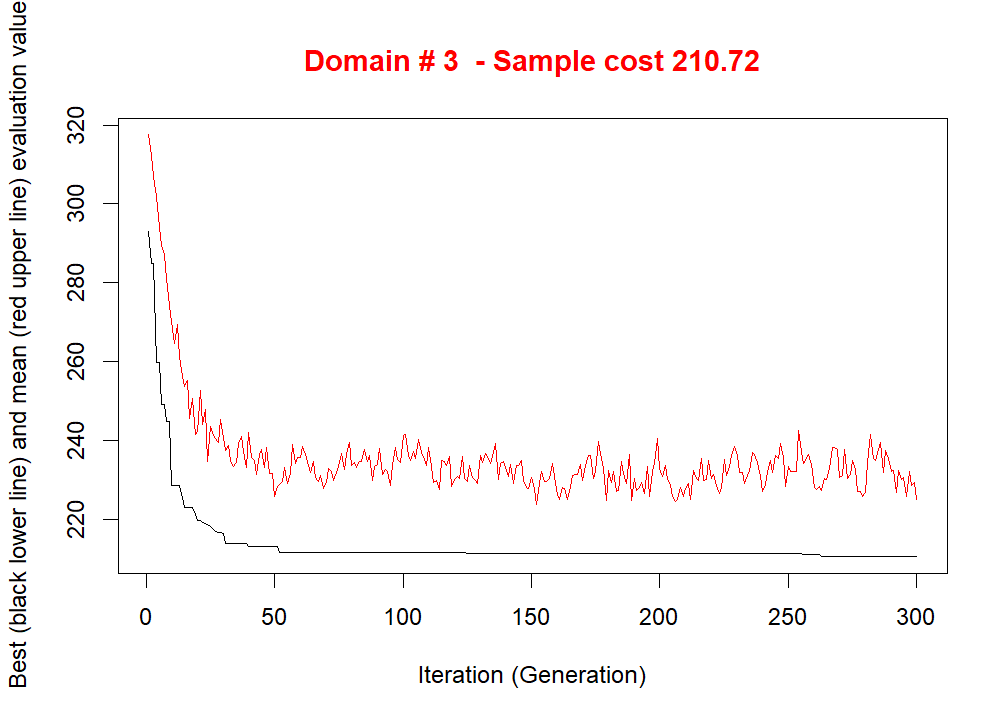 Domain # 3  - Sample cost 210.72
Best (black lower line) and mean (red upper line) evaluation value
320
300
280
260
240
220
0 50 100 150 200 250 300
Iteration (Generation)